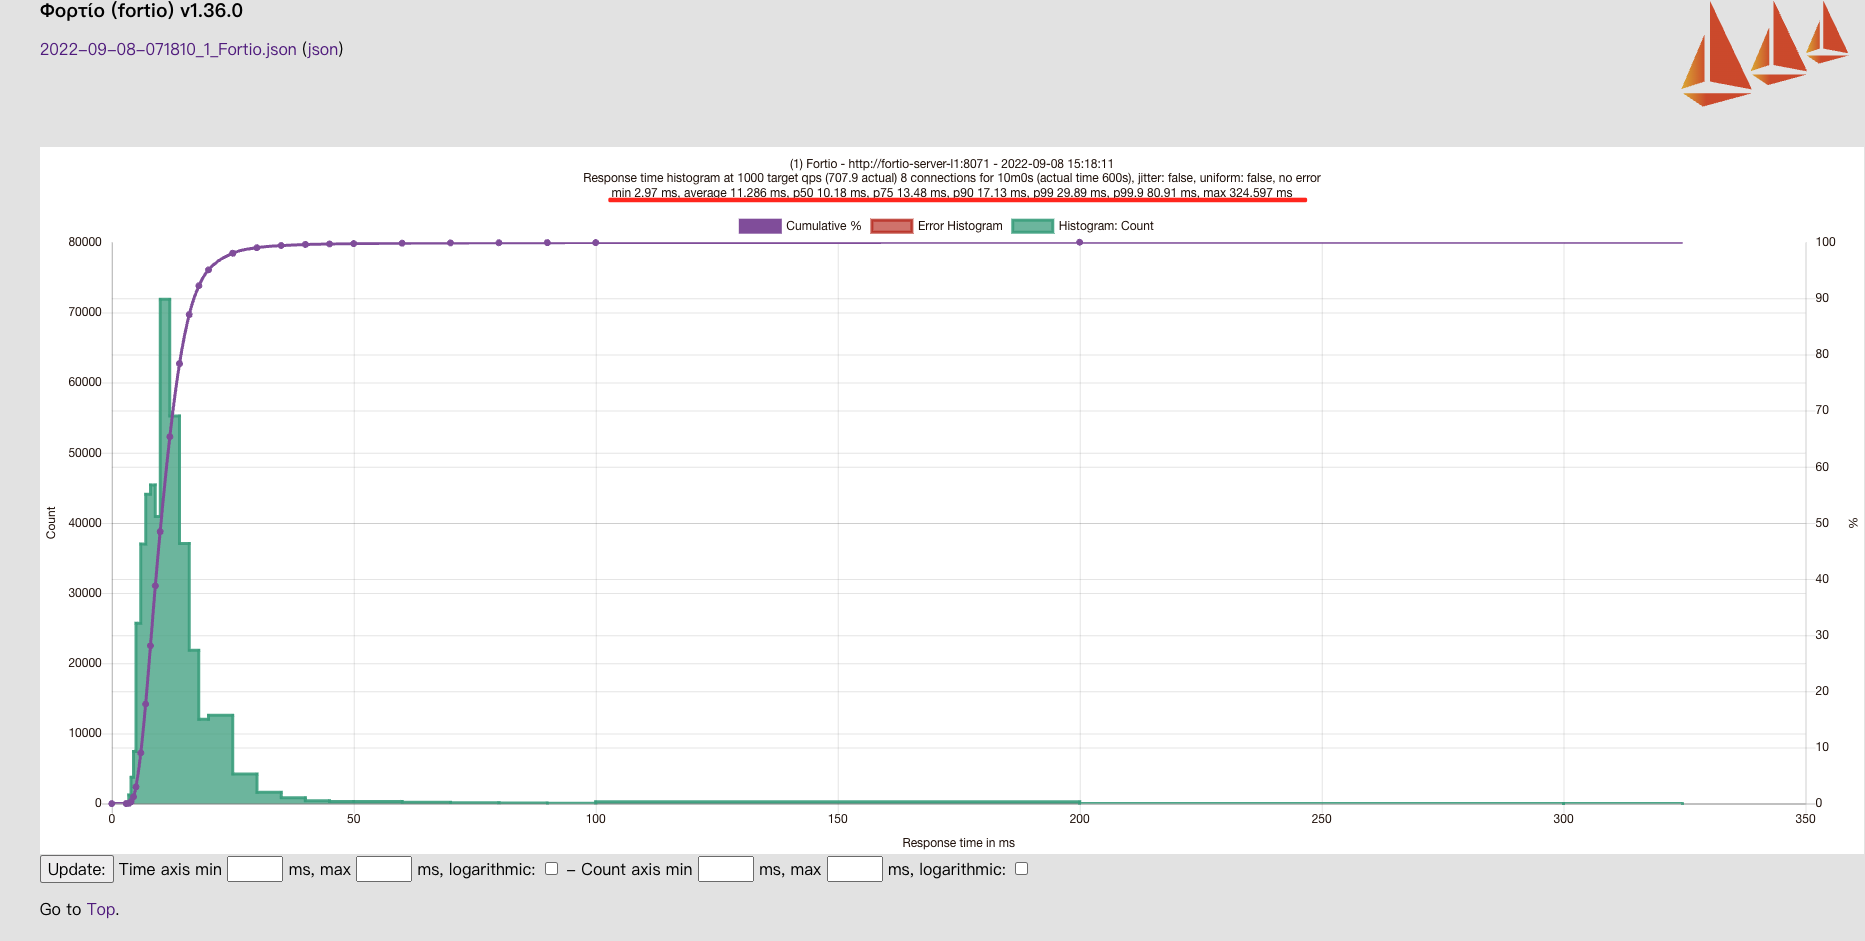 Φορτίο (fortio) v1.36.0
2022-09-08-071810_1_Fortio.json (json)
(1) Fortio - http://fortio-server-l1:8071 - 2022-09-08 15:18:11
Response time histogram at 1000 target qps (707.9 actual) 8 connections for 10m0s (actual time 600s), jitter: false, uniform: false, no error
min 2.97 ms, average 11.286 ms, p50 10.18 ms, p75 13.48 ms, p90 17.13 ms, p99 29.89 ms, p99.9 80.91 ms, max 324.597 ms
Cumulative % Error Histogram Histogram: Count
80000 100
90
70000
80
60000
70
50000
60
40000 50
30000
40
30
20000
20
10000
10
0 0
Count
%
0 50 100 150 200 250 300 350
Response time in ms
Update: Time axis min ms, max ms, logarithmic: - Count axis min ms, max ms, logarithmic:
Go to Top.